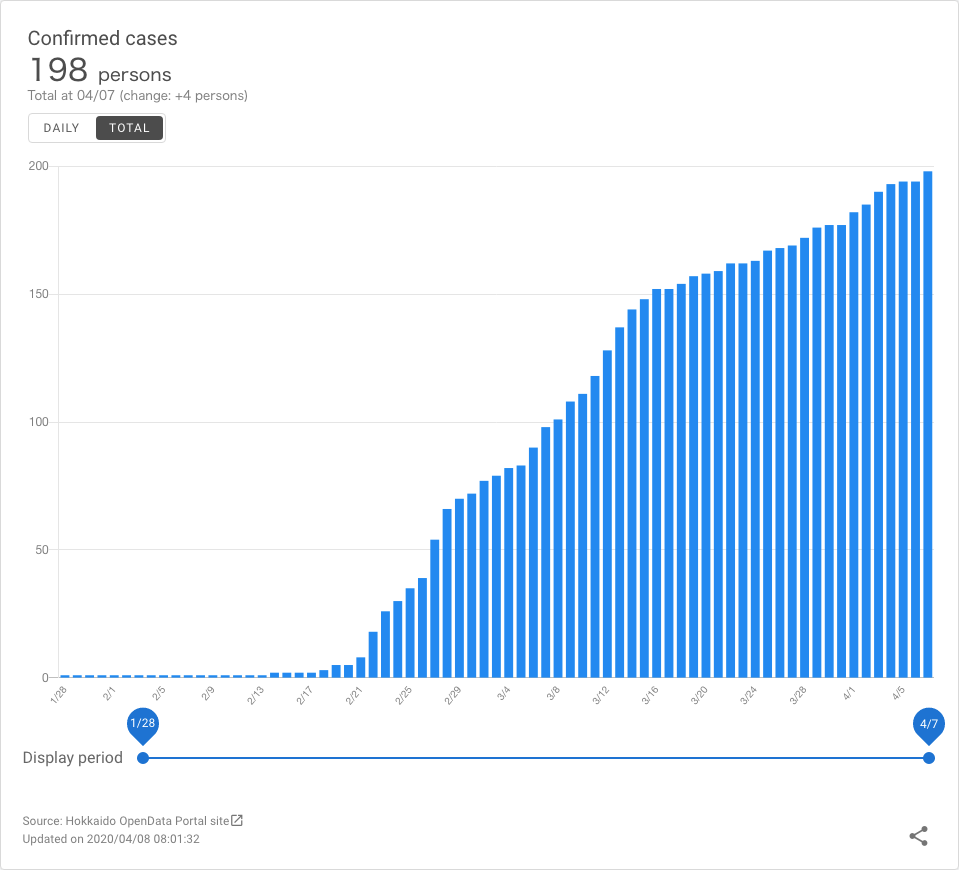 Confirmed cases
198 persons
Total at 04/07 (change: +4 persons)
DAILY TOTAL
200
150
100
50
0
1/28 2/1 2/5 2/9 2/13 2/17 2/21 2/25 2/29 3/4 3/8 3/12 3/16 3/20 3/24 3/28 4/1 4/5
1/28 4/7
Display period
Source: Hokkaido OpenData Portal site
Updated on 2020/04/08 08:01:32